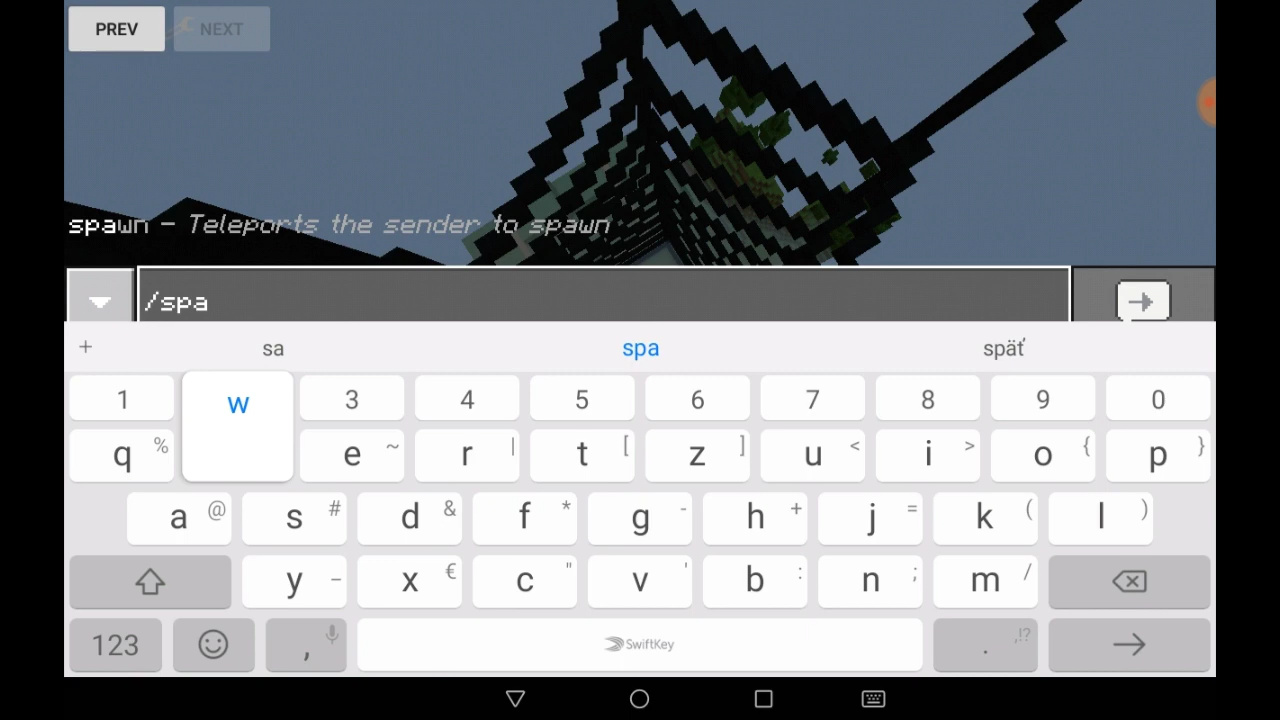 PREV NEXT
spawn - Teleports the sender to spawn
/spa
+ sa spa späť
1 w 3 4 5 6 7 8 9 0
q % e ~ r | t [ z ] u < i > o { p }
a @ s # d & f * g - h + j = k ( l )
y – x € c " v ' b : n ; m /
123 , SwiftKey . ,!?